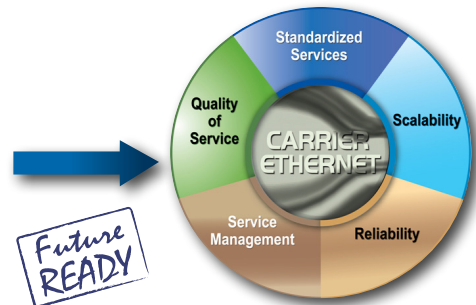 Standardized
Services
Quality
of
Service
Scalability
CARRIER
ETHERNET
Service
Management
Reliability
Future
READY